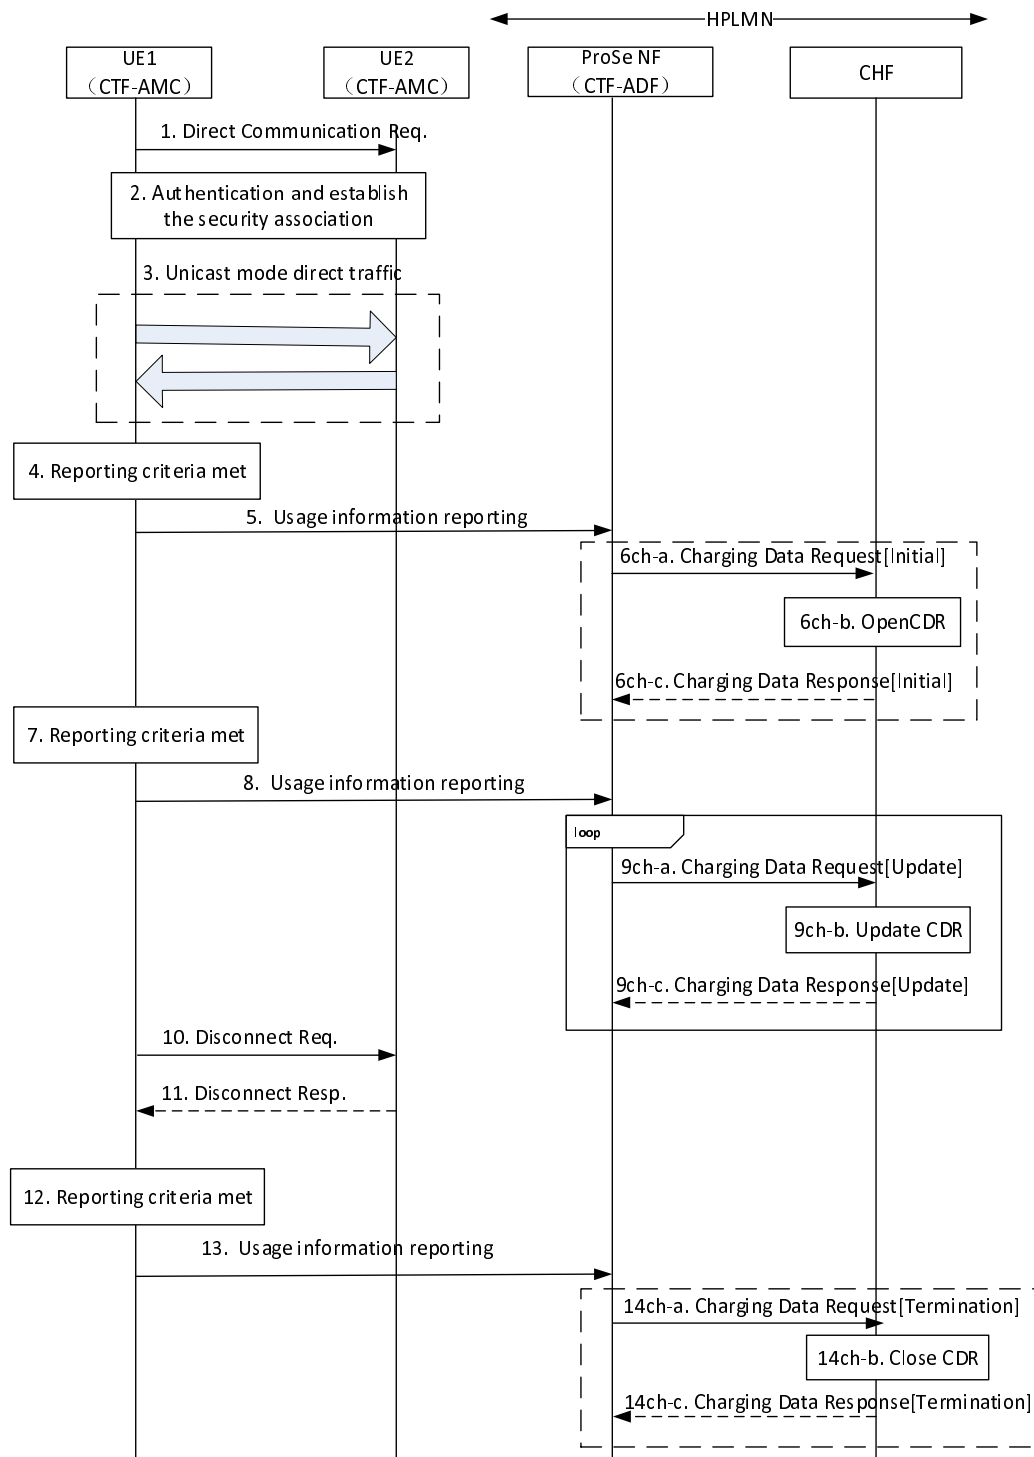 HPLMN
UE1
（CTF-AMC）
UE2
（CTF-AMC）
ProSe NF
（CTF-ADF）
CHF
1. Direct Communication Req.
2. Authentication and establish
the security association
3. Unicast mode direct traffic
4. Reporting criteria met
5. Usage information reporting
6ch-a. Charging Data Request[Initial]
6ch-b. OpenCDR
6ch-c. Charging Data Response[Initial]
7. Reporting criteria met
8. Usage information reporting
loop
9ch-a. Charging Data Request[Update]
9ch-b. Update CDR
9ch-c. Charging Data Response[Update]
10. Disconnect Req.
11. Disconnect Resp.
12. Reporting criteria met
13. Usage information reporting
14ch-a. Charging Data Request[Termination]
14ch-b. Close CDR
14ch-c. Charging Data Response[Termination]